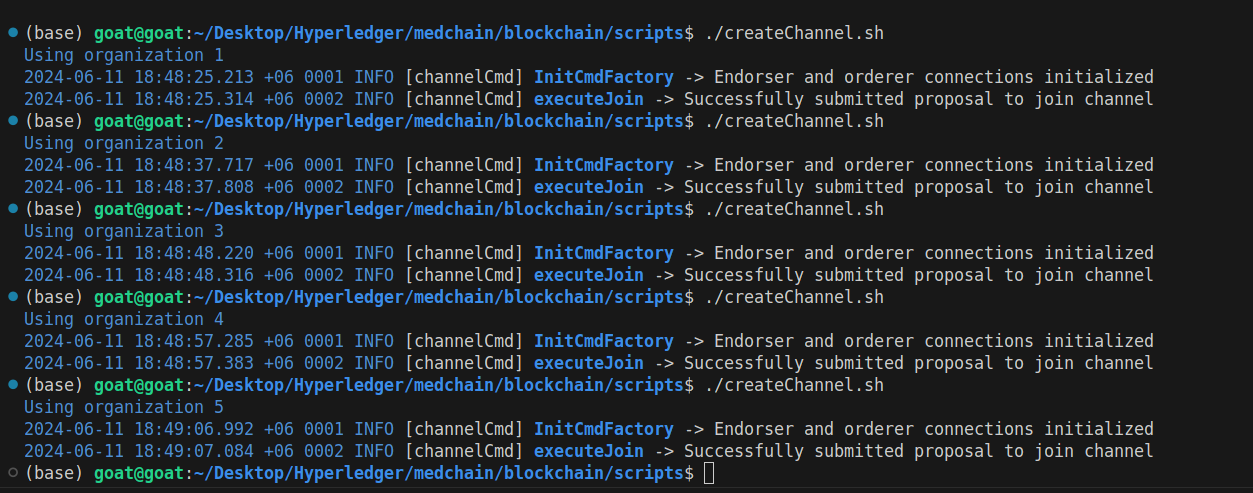 (base) goat@goat:~/Desktop/Hyperledger/medchain/blockchain/scripts$ ./createChannel.sh
Using organization 1
2024-06-11 18:48:25.213 +06 0001 INFO [channelCmd] InitCmdFactory -> Endorser and orderer connections initialized
2024-06-11 18:48:25.314 +06 0002 INFO [channelCmd] executeJoin -> Successfully submitted proposal to join channel
(base) goat@goat:~/Desktop/Hyperledger/medchain/blockchain/scripts$ ./createChannel.sh
Using organization 2
2024-06-11 18:48:37.717 +06 0001 INFO [channelCmd] InitCmdFactory -> Endorser and orderer connections initialized
2024-06-11 18:48:37.808 +06 0002 INFO [channelCmd] executeJoin -> Successfully submitted proposal to join channel
(base) goat@goat:~/Desktop/Hyperledger/medchain/blockchain/scripts$ ./createChannel.sh
Using organization 3
2024-06-11 18:48:48.220 +06 0001 INFO [channelCmd] InitCmdFactory -> Endorser and orderer connections initialized
2024-06-11 18:48:48.316 +06 0002 INFO [channelCmd] executeJoin -> Successfully submitted proposal to join channel
(base) goat@goat:~/Desktop/Hyperledger/medchain/blockchain/scripts$ ./createChannel.sh
Using organization 4
2024-06-11 18:48:57.285 +06 0001 INFO [channelCmd] InitCmdFactory -> Endorser and orderer connections initialized
2024-06-11 18:48:57.383 +06 0002 INFO [channelCmd] executeJoin -> Successfully submitted proposal to join channel
(base) goat@goat:~/Desktop/Hyperledger/medchain/blockchain/scripts$ ./createChannel.sh
Using organization 5
2024-06-11 18:49:06.992 +06 0001 INFO [channelCmd] InitCmdFactory -> Endorser and orderer connections initialized
2024-06-11 18:49:07.084 +06 0002 INFO [channelCmd] executeJoin -> Successfully submitted proposal to join channel
(base) goat@goat:~/Desktop/Hyperledger/medchain/blockchain/scripts$